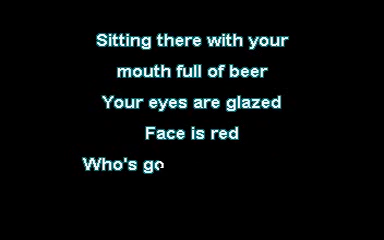 Sitting there with your
mouth full of beer
Your eyes are glazed
Face is red
Who's go